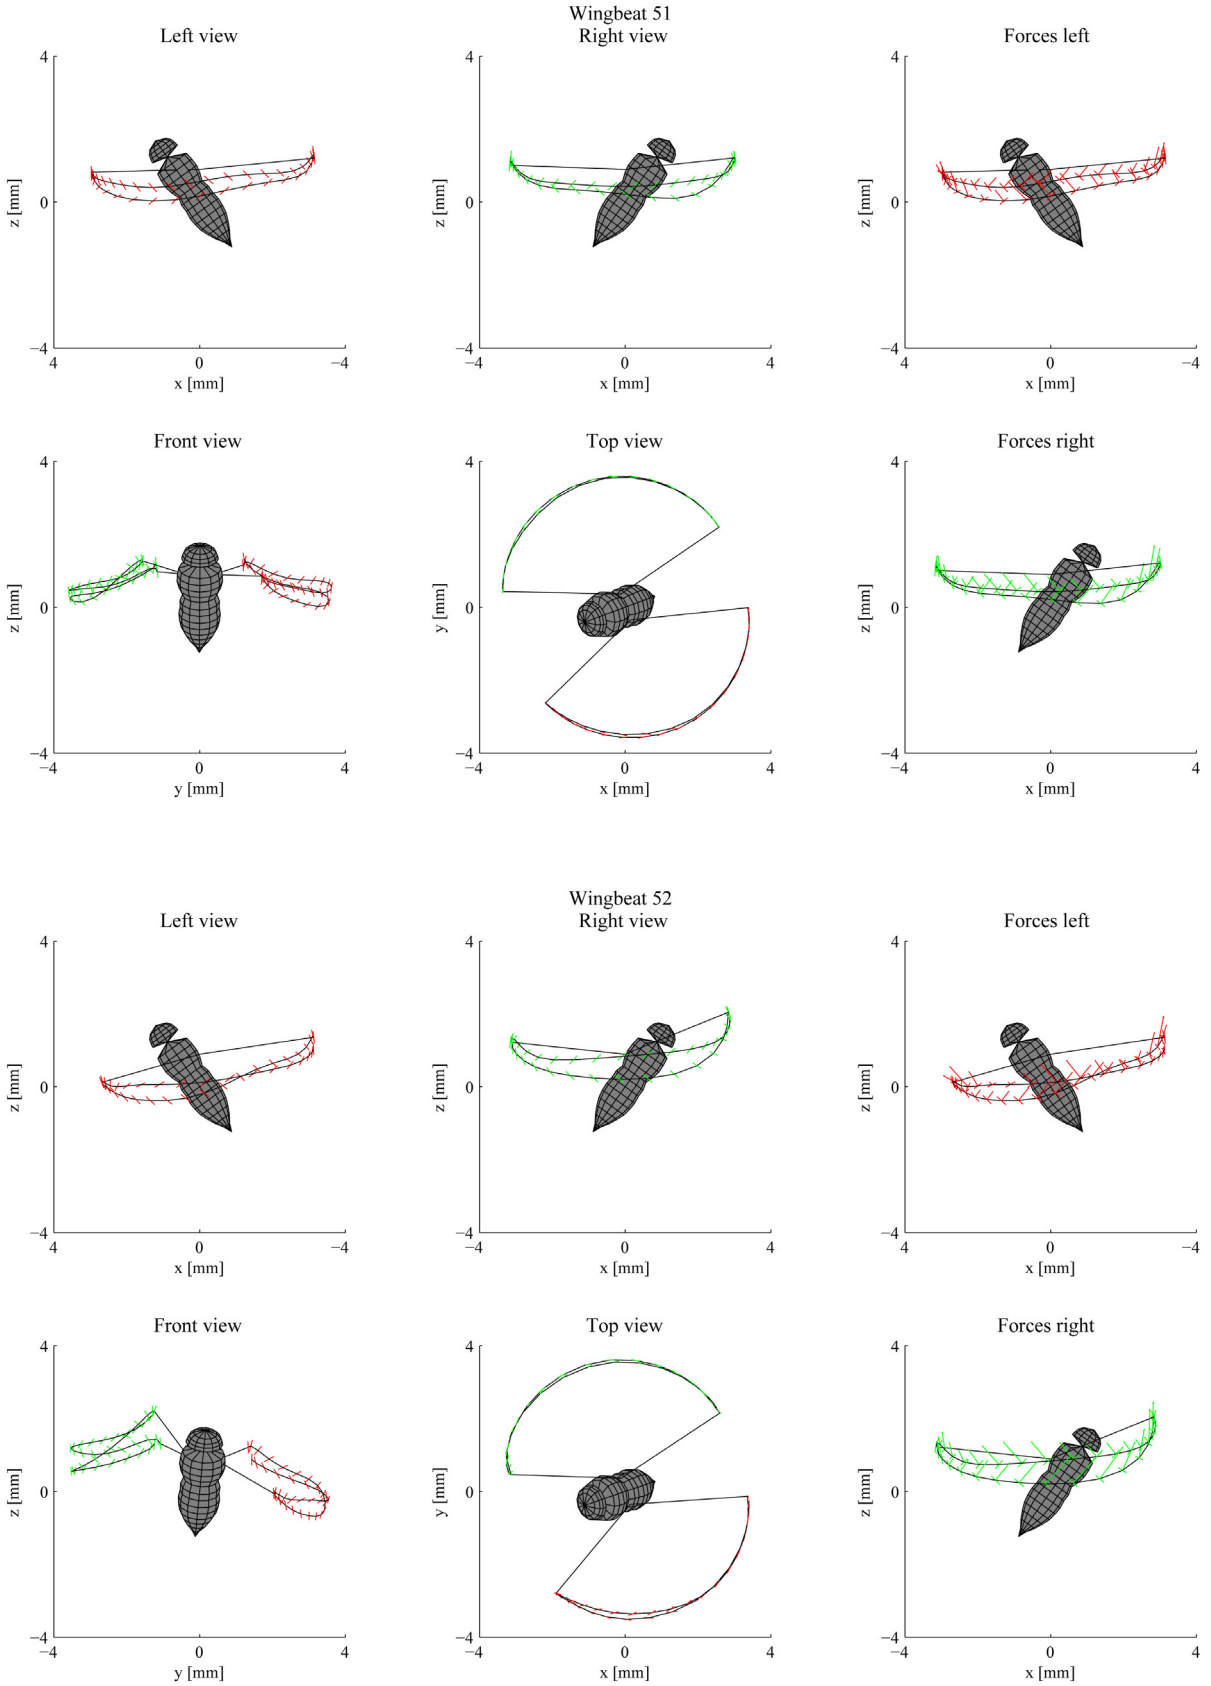 Wingbeat 51
Left view
Right view
Forces left
4
0
−4
z [mm]
4
0
−4
x [mm]
4
0
−4
z [mm]
−4
0
4
x [mm]
4
0
−4
z [mm]
4
0
−4
x [mm]
Front view
Top view
Forces right
4
0
−4
z [mm]
−4
0
4
y [mm]
4
0
−4
y [mm]
−4
0
4
x [mm]
4
0
−4
z [mm]
−4
0
4
x [mm]
Wingbeat 52
Left view
Right view
Forces left
4
0
−4
z [mm]
4
0
−4
x [mm]
4
0
−4
z [mm]
−4
0
4
x [mm]
4
0
−4
z [mm]
4
0
−4
x [mm]
Front view
Top view
Forces right
4
0
−4
z [mm]
−4
0
4
y [mm]
4
0
−4
y [mm]
−4
0
4
x [mm]
4
0
−4
z [mm]
−4
0
4
x [mm]